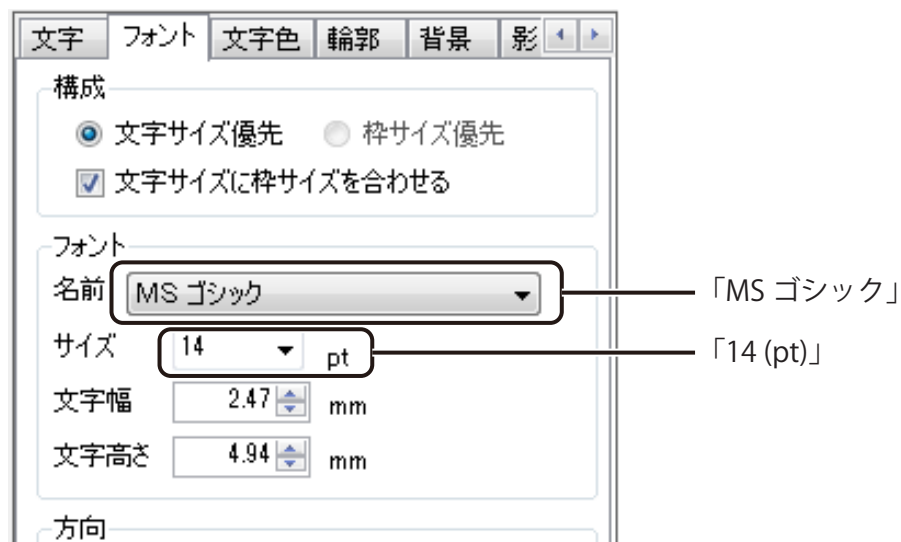 文字 フォント 文字色 輪郭 背景 影
構成
文字サイズ優先 枠サイズ優先
文字サイズに枠サイズを合わせる
フォント
名前 MS ゴシック 「MS ゴシック」
サイズ 14 pt 「14 (pt)」
文字幅 2.47 mm
文字高さ 4.94 mm
方向